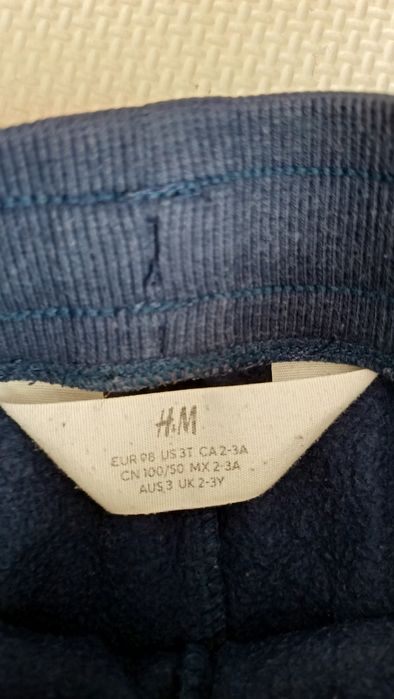 H&M
EUR 98 US 3T CA 2-3A
CN 100/50 MX 2-3A
AUS 3 UK 2-3Y